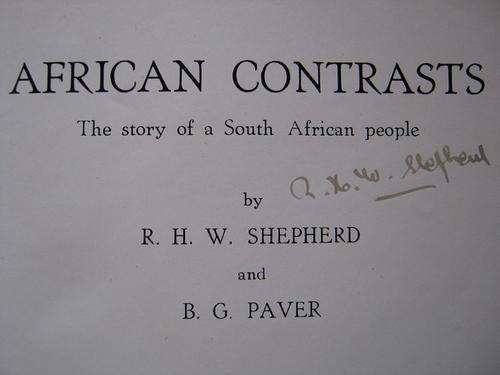 AFRICAN CONTRASTS
The story of a South African people
R. H. W. Shepherd
by
R. H. W. SHEPHERD
and
B. G. PAVER